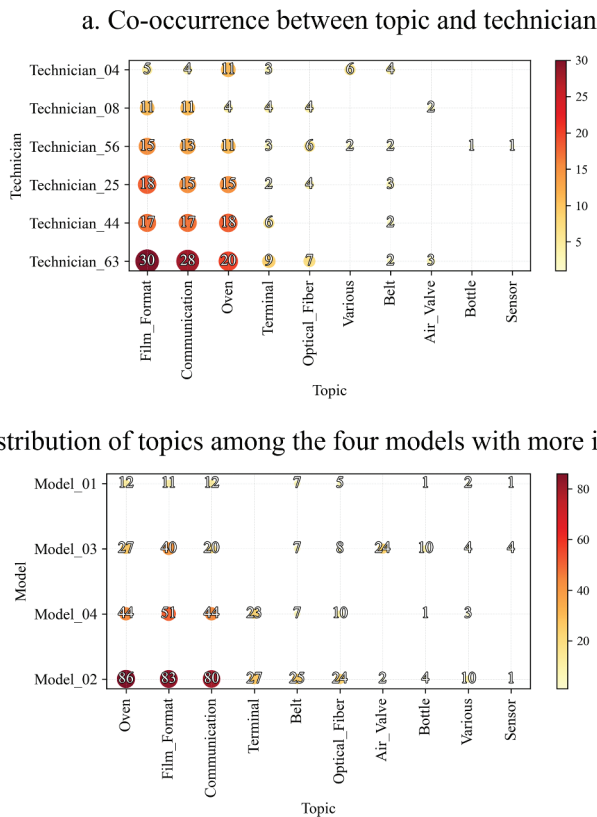 a. Co-occurrence between topic and technician
Technician_04 5 4 11 3 6 4
Technician_08 11 11 4 4 4 2
Technician_56 15 13 11 3 6 2 2 1 1
Technician_25 18 15 15 2 4 3
Technician_44 17 17 18 6 2
Technician_63 30 28 20 9 7 2 3
Technician
Film_Format Communication Oven Terminal Optical_Fiber Various Belt Air_Valve Bottle Sensor
Topic
30
25
20
15
10
5
stribution of topics among the four models with more i
Model_01 12 11 12 7 5 1 2 1
Model_03 27 40 20 7 8 24 10 4 4
Model_04 44 51 44 23 7 10 1 3
Model_02 86 83 80 27 25 24 2 4 10 1
Model
Oven Film_Format Communication Terminal Belt Optical_Fiber Air_Valve Bottle Various Sensor
Topic
80
60
40
20